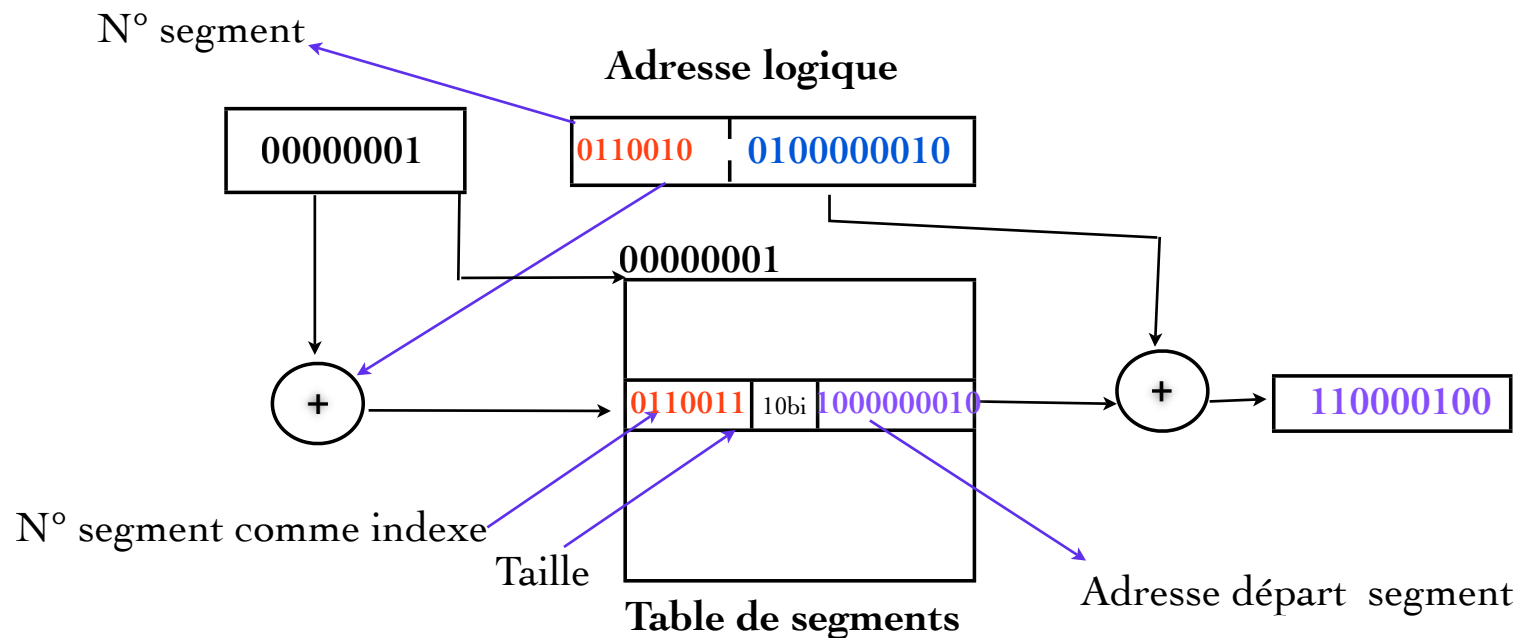 N° segment
Adresse logique
00000001
0110010
0100000010
00000001
+
0110011
10bi
1000000010
+
110000100
N° segment comme indexe
Taille
Adresse départ segment
Table de segments